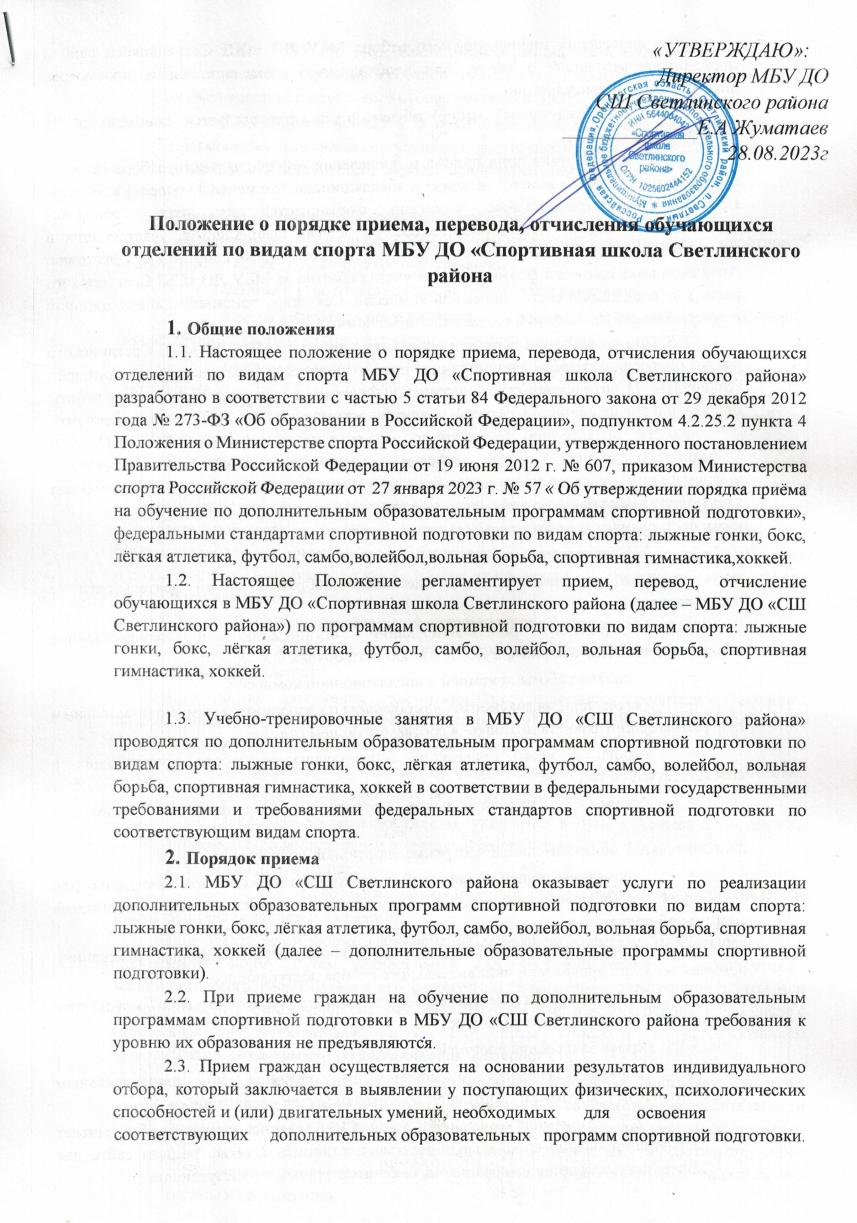 «УТВЕРЖДАЮ»:
Директор МБУ ДО
СШ Светлинского района
Е.А Жуматаев
28.08.2023г
«Спортивная
школа
Светлинского
района»
ОГРН 1025602444152
Положение о порядке приема, перевода, отчисления обучающихся
отделений по видам спорта МБУ ДО «Спортивная школа Светлинского
района
1. Общие положения
1.1. Настоящее положение о порядке приема, перевода, отчисления обучающихся
отделений по видам спорта МБУ ДО «Спортивная школа Светлинского района»
разработано в соответствии с частью 5 статьи 84 Федерального закона от 29 декабря 2012
года № 273-ФЗ «Об образовании в Российской Федерации», подпунктом 4.2.25.2 пункта 4
Положения о Министерстве спорта Российской Федерации, утвержденного постановлением
Правительства Российской Федерации от 19 июня 2012 г. № 607, приказом Министерства
спорта Российской Федерации от 27 января 2023 г. № 57 « Об утверждении порядка приёма
на обучение по дополнительным образовательным программам спортивной подготовки»,
федеральными стандартами спортивной подготовки по видам спорта: лыжные гонки, бокс,
лёгкая атлетика, футбол, самбо,волейбол,вольная борьба, спортивная гимнастика,хоккей.
1.2. Настоящее Положение регламентирует прием, перевод, отчисление
обучающихся в МБУ ДО «Спортивная школа Светлинского района (далее – МБУ ДО «СШ
Светлинского района») по программам спортивной подготовки по видам спорта: лыжные
гонки, бокс, лёгкая атлетика, футбол, самбо, волейбол, вольная борьба, спортивная
гимнастика, хоккей.
1.3. Учебно-тренировочные занятия в МБУ ДО «СШ Светлинского района»
проводятся по дополнительным образовательным программам спортивной подготовки по
видам спорта: лыжные гонки, бокс, лёгкая атлетика, футбол, самбо, волейбол, вольная
борьба, спортивная гимнастика, хоккей в соответствии в федеральными государственными
требованиями и требованиями федеральных стандартов спортивной подготовки по
соответствующим видам спорта.
2. Порядок приема
2.1. МБУ ДО «СШ Светлинского района оказывает услуги по реализации
дополнительных образовательных программ спортивной подготовки по видам спорта:
лыжные гонки, бокс, лёгкая атлетика, футбол, самбо, волейбол, вольная борьба, спортивная
гимнастика, хоккей (далее – дополнительные образовательные программы спортивной
подготовки).
2.2. При приеме граждан на обучение по дополнительным образовательным
программам спортивной подготовки в МБУ ДО «СШ Светлинского района требования к
уровню их образования не предъявляются.
2.3. Прием граждан осуществляется на основании результатов индивидуального
отбора, который заключается в выявлении у поступающих физических, психологических
способностей и (или) двигательных умений, необходимых для освоения
соответствующих дополнительных образовательных программ спортивной подготовки.